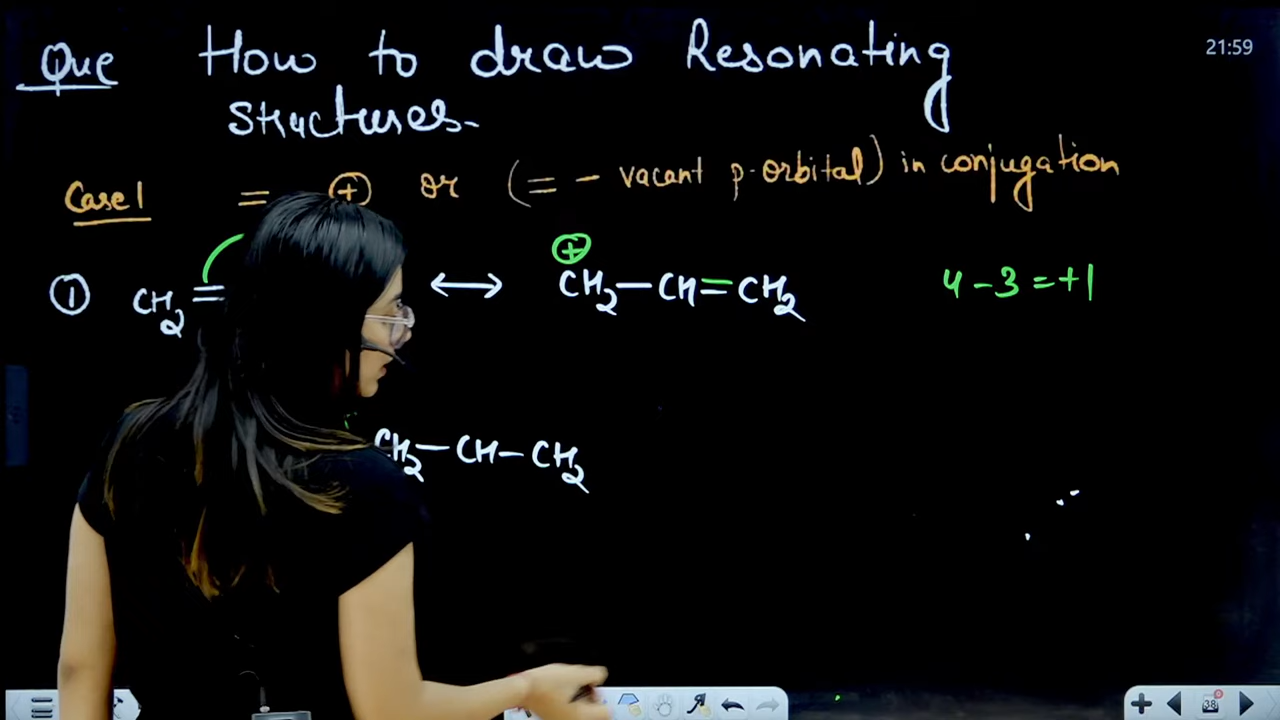 Que How to draw Resonating
21:59
structures.
Case 1 = ⊕ or (= - vacant p-orbital) in conjugation
⊕
① CH2= ⟷ CH2—CH=CH2 4-3=+1
CH2—CH—CH2
38